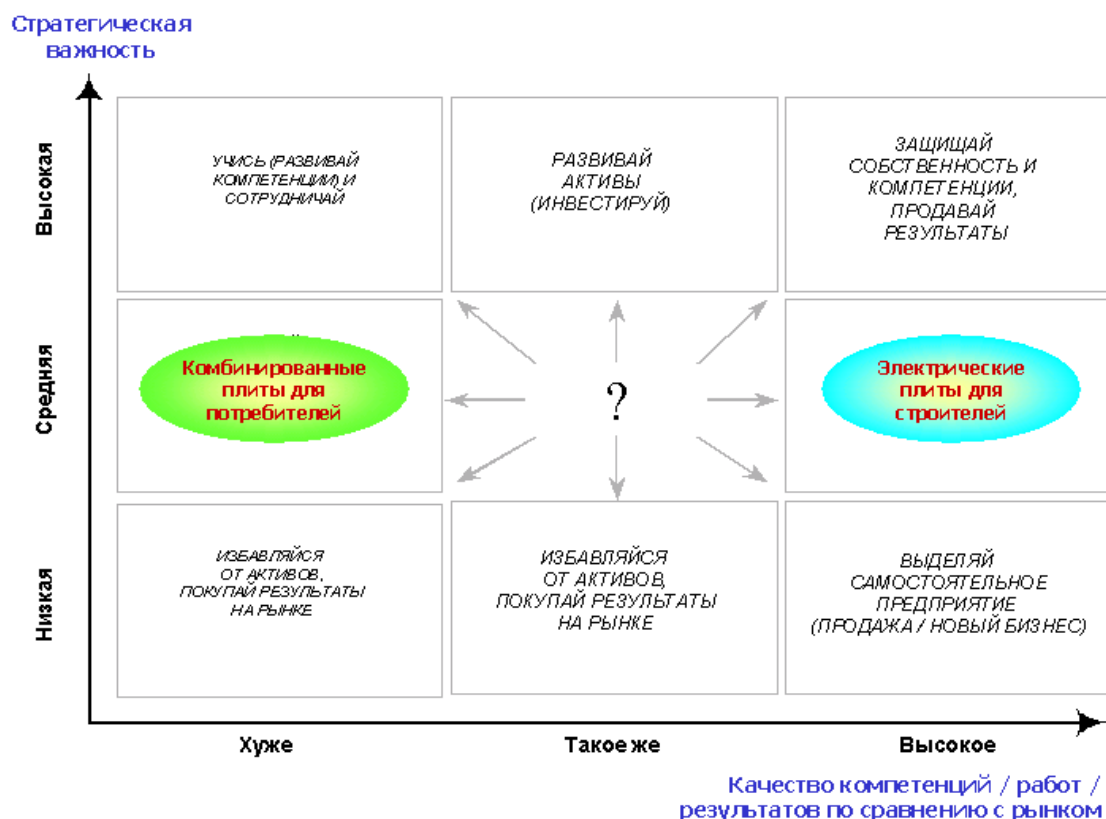 Стратегическая
важность
Высокая
УЧИСЬ (РАЗВИВАЙ
КОМПЕТЕНЦИИ) И
СОТРУДНИЧАЙ
РАЗВИВАЙ
АКТИВЫ
(ИНВЕСТИРУЙ)
ЗАЩИЩАЙ
СОБСТВЕННОСТЬ И
КОМПЕТЕНЦИИ,
ПРОДАВАЙ
РЕЗУЛЬТАТЫ
Средняя
Комбинированные
плиты для
потребителей
?
Электрические
плиты для
строителей
Низкая
ИЗБАВЛЯЙСЯ
ОТ АКТИВОВ,
ПОКУПАЙ РЕЗУЛЬТАТЫ
НА РЫНКЕ
ИЗБАВЛЯЙСЯ
ОТ АКТИВОВ,
ПОКУПАЙ РЕЗУЛЬТАТЫ
НА РЫНКЕ
ВЫДЕЛЯЙ
САМОСТОЯТЕЛЬНОЕ
ПРЕДПРИЯТИЕ
(ПРОДАЖА / НОВЫЙ БИЗНЕС)
Хуже
Такое же
Высокое
Качество компетенций / работ /
результатов по сравнению с рынком